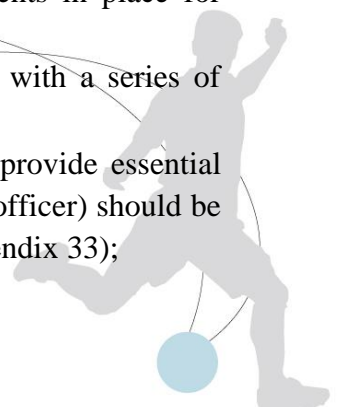 ents in place for
with a series of
provide essential
officer) should be
endix 33);